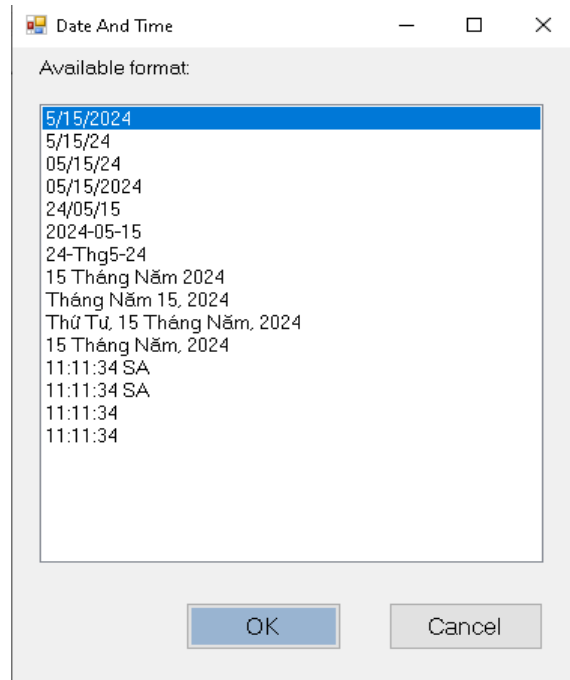 Date And Time
Available format:
5/15/2024
5/15/24
05/15/24
05/15/2024
24/05/15
2024-05-15
24-Thg5-24
15 Tháng Năm 2024
Tháng Năm 15, 2024
Thứ Tư, 15 Tháng Năm, 2024
15 Tháng Năm, 2024
11:11:34 SA
11:11:34 SA
11:11:34
11:11:34
OK
Cancel